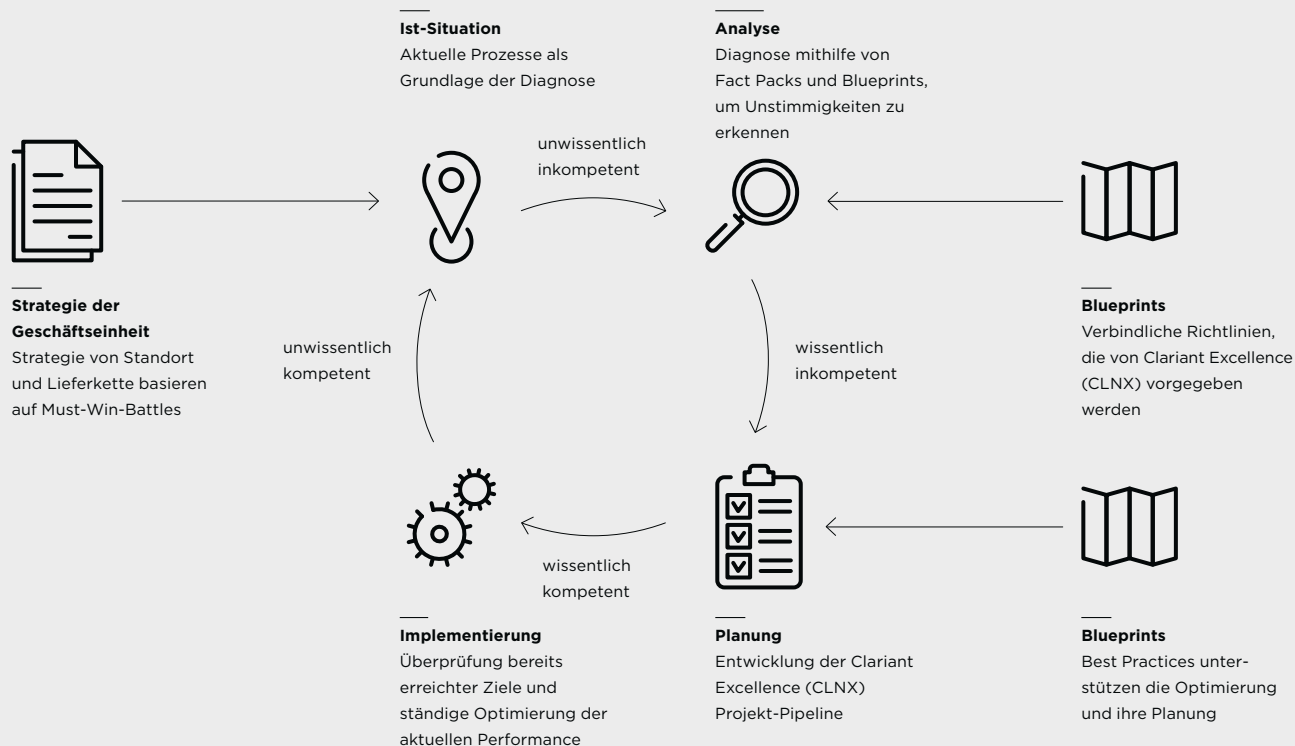 Ist-Situation
Aktuelle Prozesse als
Grundlage der Diagnose
Analyse
Diagnose mithilfe von
Fact Packs und Blueprints,
um Unstimmigkeiten zu
erkennen
unwissentlich
inkompetent
Strategie der
Geschäftseinheit
Strategie von Standort
und Lieferkette basieren
auf Must-Win-Battles
unwissentlich
kompetent
wissentlich
inkompetent
Blueprints
Verbindliche Richtlinien,
die von Clariant Excellence
(CLNX) vorgegeben
werden
wissentlich
kompetent
Implementierung
Überprüfung bereits
erreichter Ziele und
ständige Optimierung der
aktuellen Performance
Planung
Entwicklung der Clariant
Excellence (CLNX)
Projekt-Pipeline
Blueprints
Best Practices unter-
stützen die Optimierung
und ihre Planung